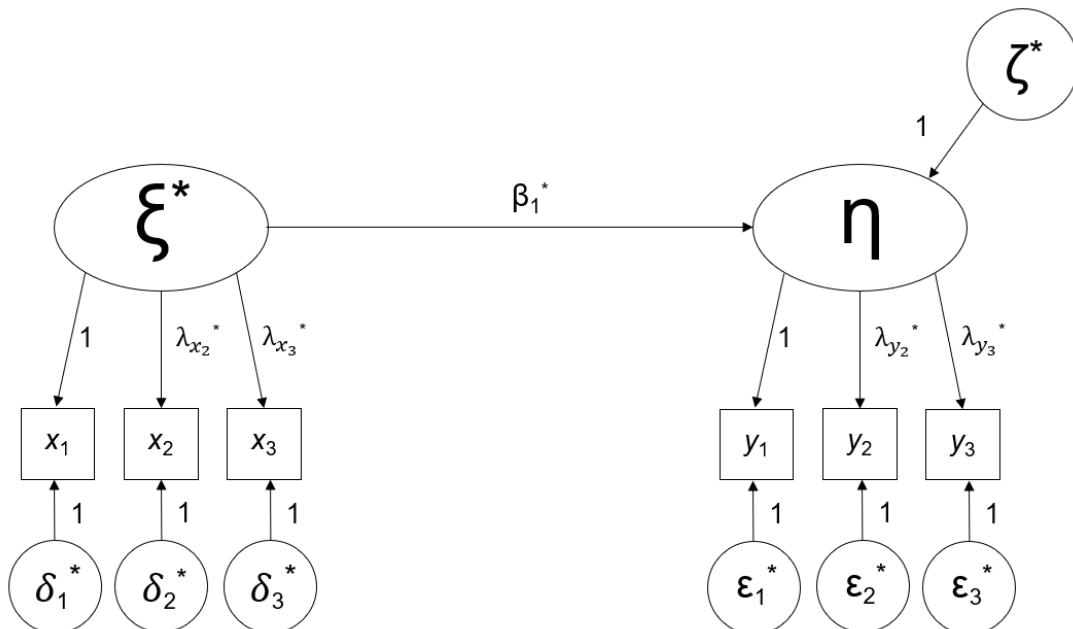 ζ*
1
ξ*
β₁*
η
1
λx₂*
λx₃*
1
λy₂*
λy₃*
x₁
x₂
x₃
y₁
y₂
y₃
1
1
1
1
1
1
δ₁*
δ₂*
δ₃*
ε₁*
ε₂*
ε₃*